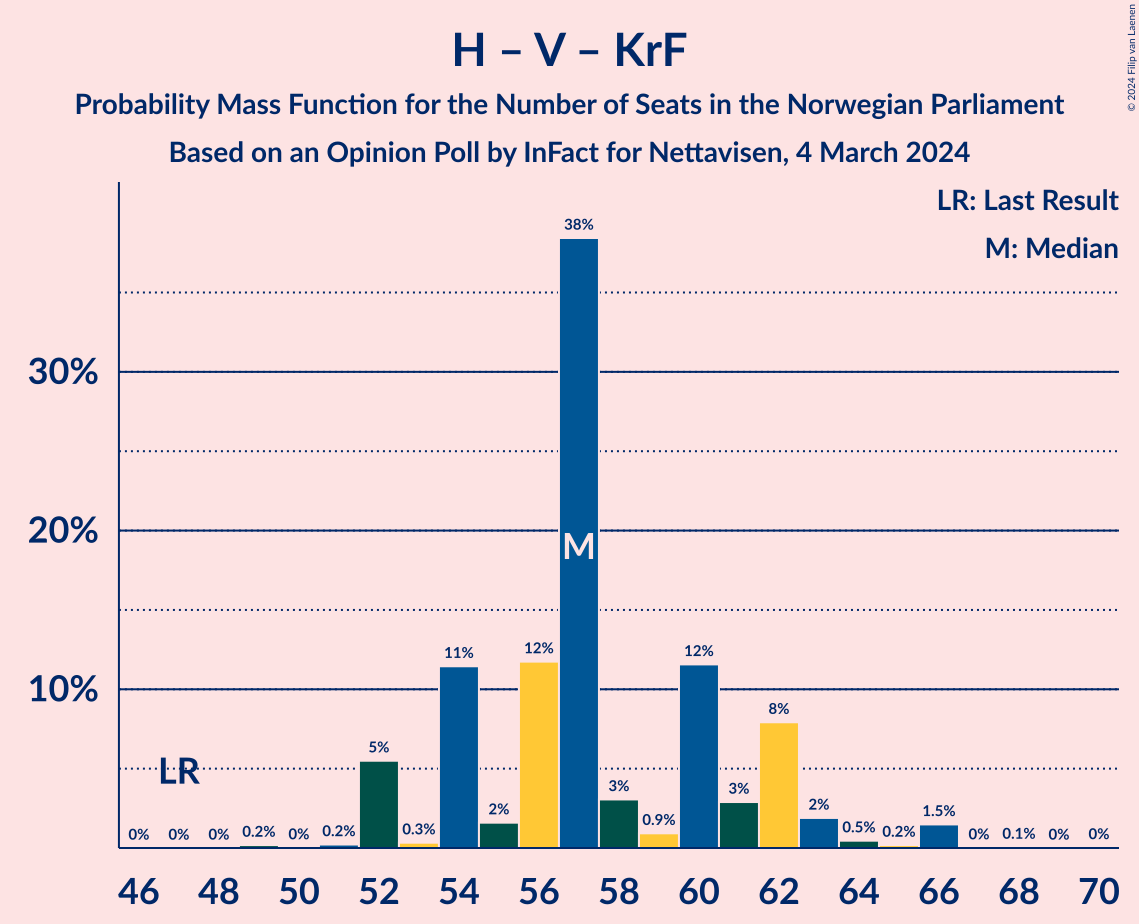 © 2024 Filip van Laenen
H – V – KrF
Probability Mass Function for the Number of Seats in the Norwegian Parliament
Based on an Opinion Poll by InFact for Nettavisen, 4 March 2024
LR: Last Result
M: Median
30%
20%
10%
LR
M
0% 0% 0% 0.2% 0% 0.2% 5% 0.3% 11% 2% 12% 38% 3% 0.9% 12% 3% 8% 2% 0.5% 0.2% 1.5% 0% 0.1% 0% 0%
46 48 50 52 54 56 58 60 62 64 66 68 70